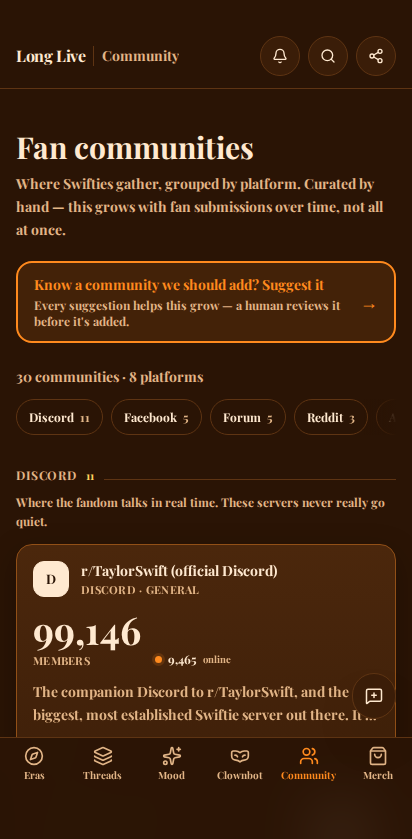 Long Live Community
Fan communities
Where Swifties gather, grouped by platform. Curated by
hand — this grows with fan submissions over time, not all
at once.
Know a community we should add? Suggest it
Every suggestion helps this grow — a human reviews it
before it's added.
→
30 communities · 8 platforms
Discord 11 Facebook 5 Forum 5 Reddit 3
DISCORD 11
Where the fandom talks in real time. These servers never really go
quiet.
D
r/TaylorSwift (official Discord)
DISCORD · GENERAL
99,146
MEMBERS
9,465 online
The companion Discord to r/TaylorSwift, and the
biggest, most established Swiftie server out there. It ...
Eras Threads Mood Clownbot Community Merch